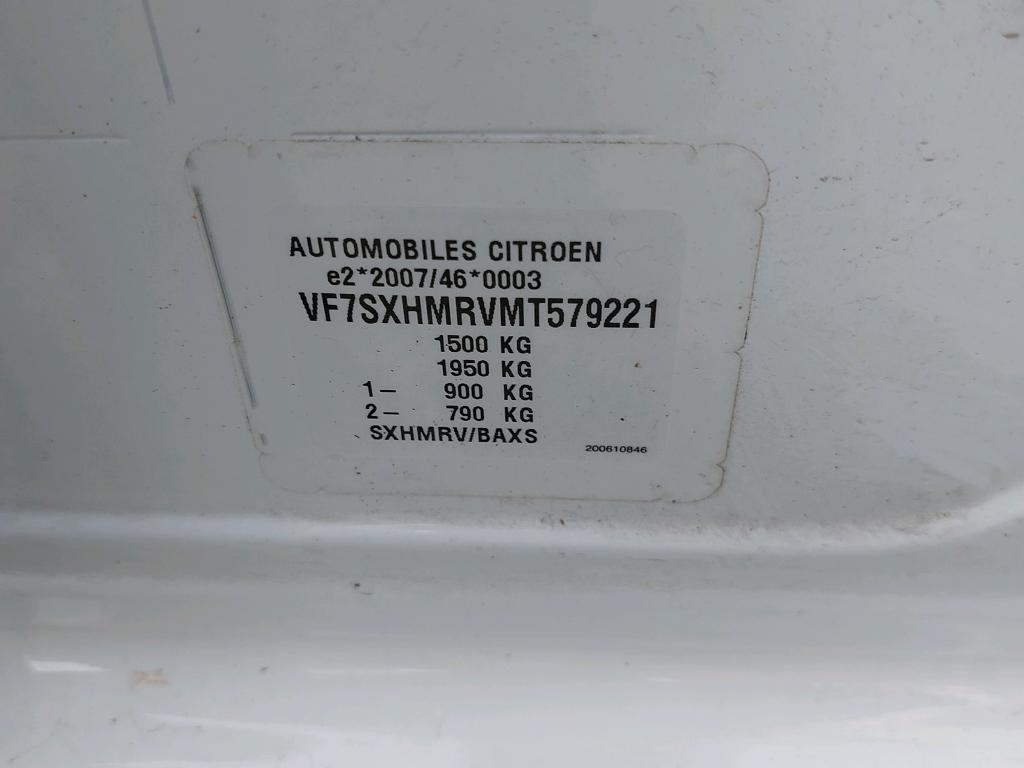 AUTOMOBILES CITROEN
e2*2007/46*0003
VF7SXHMRVMT579221
1500 KG
1950 KG
1- 900 KG
2- 790 KG
SXHMRV/BAXS
200610846